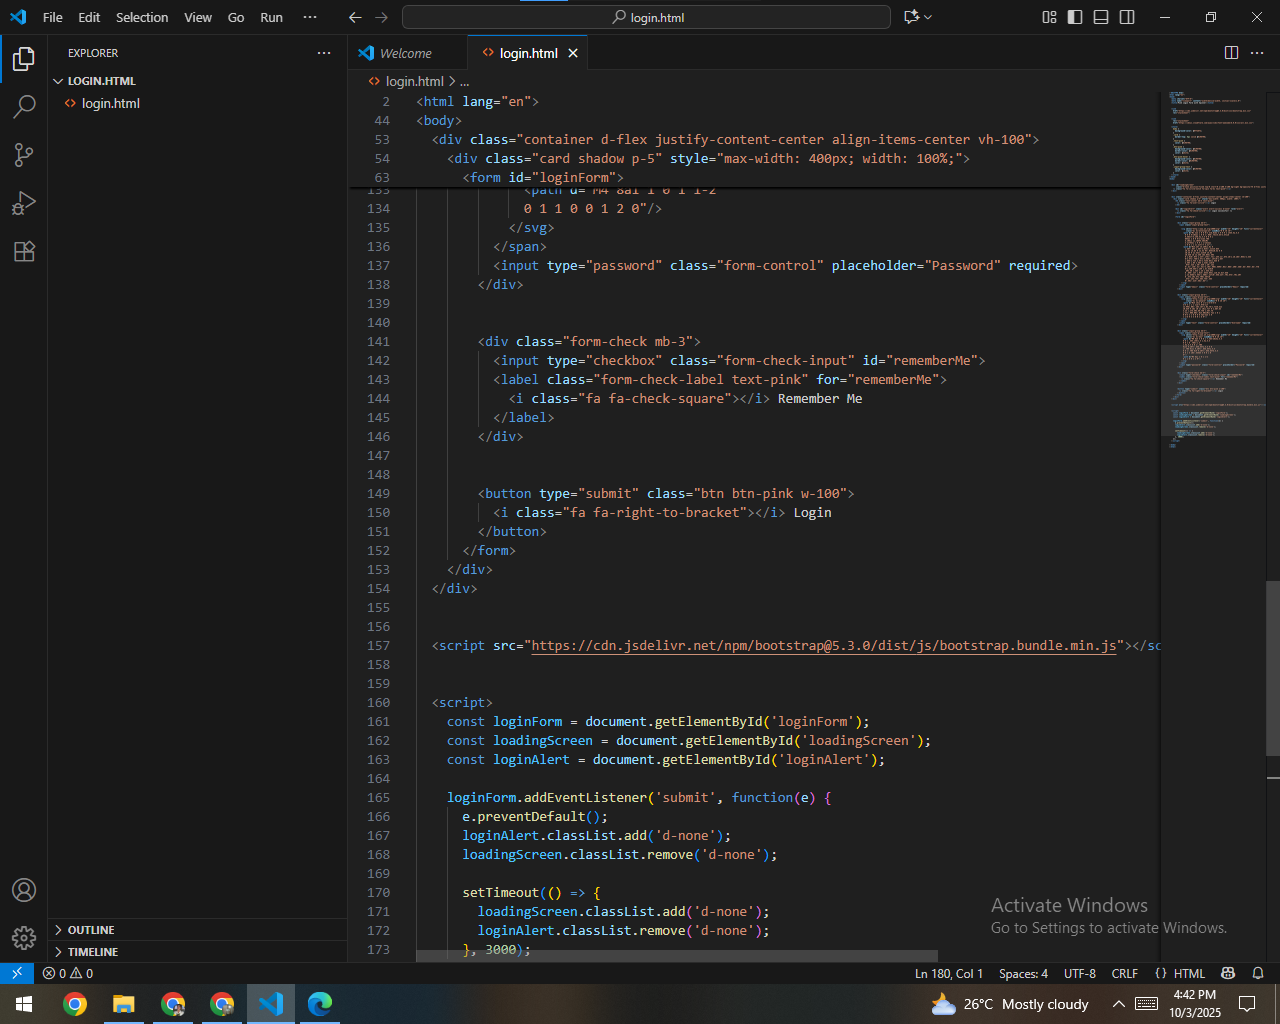 File Edit Selection View Go Run ··· login.html
EXPLORER ···
LOGIN.HTML
login.html
Welcome
login.html
login.html > ...
2 <html lang="en">
44 <body>
53 <div class="container d-flex justify-content-center align-items-center vh-100">
54 <div class="card shadow p-5" style="max-width: 400px; width: 100%;">
63 <form id="loginForm">
133 <path d="M4 8a1 1 0 1 1-2
134 0 1 1 0 0 1 2 0"/>
135 </svg>
136 </span>
137 <input type="password" class="form-control" placeholder="Password" required>
138 </div>
139
140
141 <div class="form-check mb-3">
142 <input type="checkbox" class="form-check-input" id="rememberMe">
143 <label class="form-check-label text-pink" for="rememberMe">
144 <i class="fa fa-check-square"></i> Remember Me
145 </label>
146 </div>
147
148
149 <button type="submit" class="btn btn-pink w-100">
150 <i class="fa fa-right-to-bracket"></i> Login
151 </button>
152 </form>
153 </div>
154 </div>
155
156
157 <script src="https://cdn.jsdelivr.net/npm/bootstrap@5.3.0/dist/js/bootstrap.bundle.min.js"></sc
158
159
160 <script>
161 const loginForm = document.getElementById('loginForm');
162 const loadingScreen = document.getElementById('loadingScreen');
163 const loginAlert = document.getElementById('loginAlert');
164
165 loginForm.addEventListener('submit', function(e) {
166 e.preventDefault();
167 loginAlert.classList.add('d-none');
168 loadingScreen.classList.remove('d-none');
169
170 setTimeout(() => {
171 loadingScreen.classList.add('d-none');
172 loginAlert.classList.remove('d-none');
173 }, 3000);
Activate Windows
Go to Settings to activate Windows.
OUTLINE
TIMELINE
0 0 Ln 180, Col 1 Spaces: 4 UTF-8 CRLF {} HTML
26°C Mostly cloudy 4:42 PM
10/3/2025